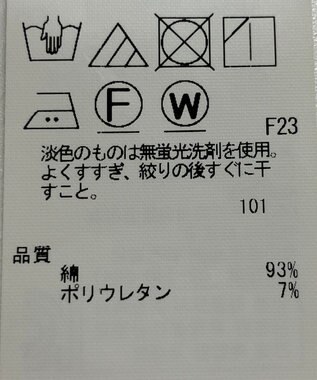 F W
F23
淡色のものは無蛍光洗剤を使用。
よくすすぎ、絞りの後すぐに干
すこと。
101
品質
綿 93%
ポリウレタン 7%